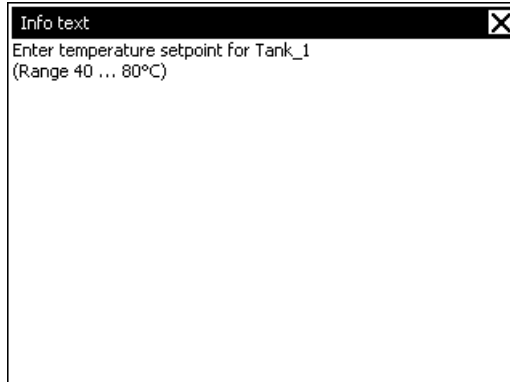 Info text
Enter temperature setpoint for Tank_1
(Range 40 ... 80°C)